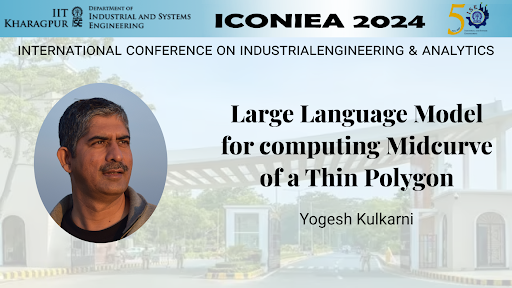 IIT
KHARAGPUR
DEPARTMENT OF
INDUSTRIAL AND SYSTEMS
ENGINEERING
ICONIEA 2024
5
INTERNATIONAL CONFERENCE ON INDUSTRIALENGINEERING & ANALYTICS
Large Language Model
for computing Midcurve
of a Thin Polygon
Yogesh Kulkarni